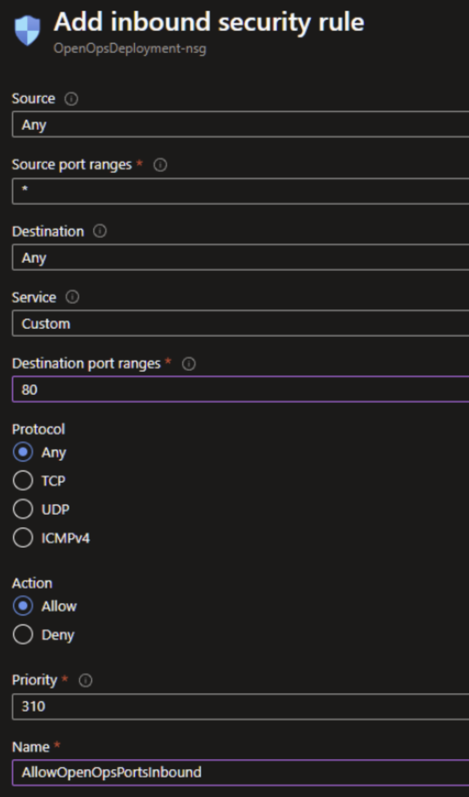 Add inbound security rule
OpenOpsDeployment-nsg
Source
Any
Source port ranges *
*
Destination
Any
Service
Custom
Destination port ranges *
80
Protocol
Any
TCP
UDP
ICMPv4
Action
Allow
Deny
Priority *
310
Name *
AllowOpenOpsPortsInbound